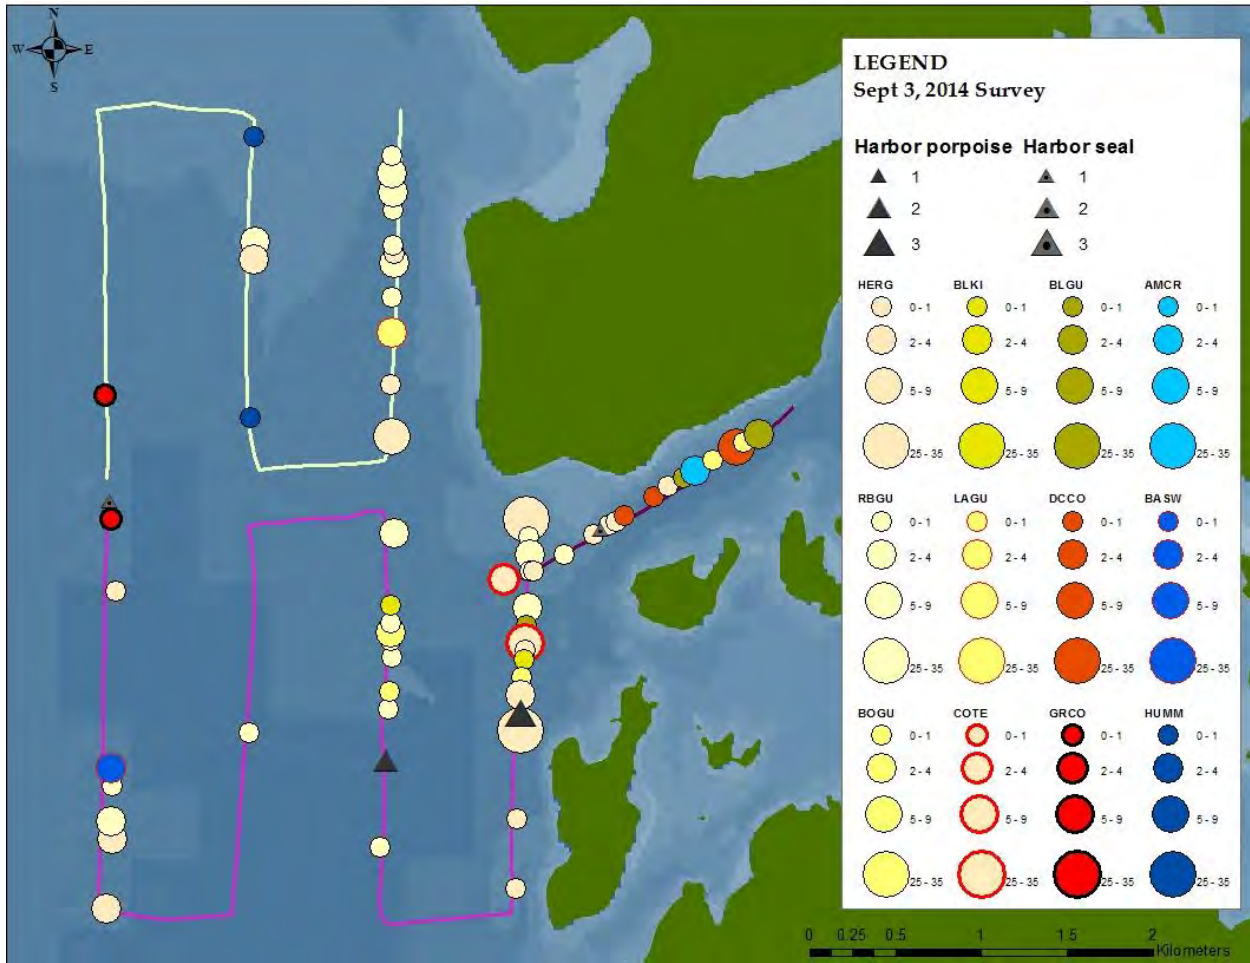 N
W E
S
LEGEND
Sept 3, 2014 Survey
Harbor porpoise Harbor seal
1 1
2 2
3 3
HERG BLKI BLGU AMCR
0 - 1 0 - 1 0 - 1 0 - 1
2 - 4 2 - 4 2 - 4 2 - 4
5 - 9 5 - 9 5 - 9 5 - 9
25 - 35 25 - 35 25 - 35 25 - 35
RBGU LAGU DCCO BASW
0 - 1 0 - 1 0 - 1 0 - 1
2 - 4 2 - 4 2 - 4 2 - 4
5 - 9 5 - 9 5 - 9 5 - 9
25 - 35 25 - 35 25 - 35 25 - 35
BOGU COTE GRCO HUMM
0 - 1 0 - 1 0 - 1 0 - 1
2 - 4 2 - 4 2 - 4 2 - 4
5 - 9 5 - 9 5 - 9 5 - 9
25 - 35 25 - 35 25 - 35 25 - 35
0 0.25 0.5 1 1.5 2
Kilometers